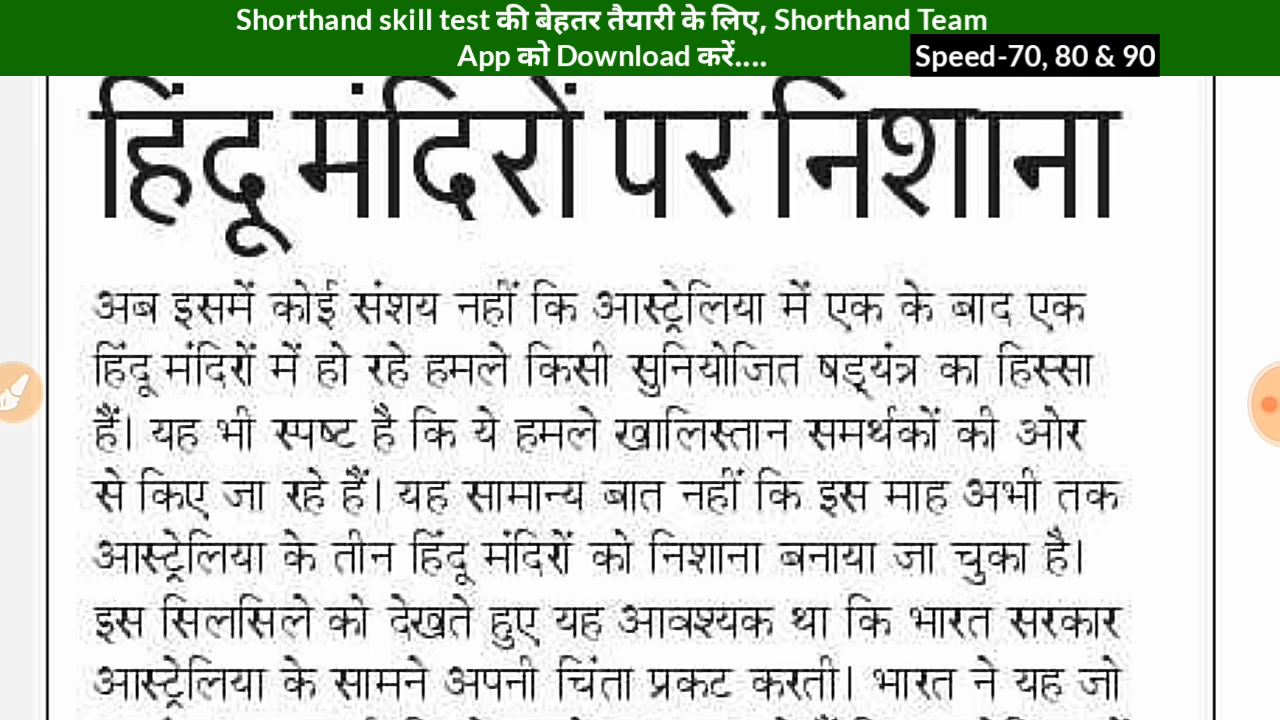 Shorthand skill test की बेहतर तैयारी के लिए, Shorthand Team
App को Download करें....
Speed-70, 80 & 90
हिंदू मंदिरों पर निशाना
अब इसमें कोई संशय नहीं कि आस्ट्रेलिया में एक के बाद एक
हिंदू मंदिरों में हो रहे हमले किसी सुनियोजित षड्यंत्र का हिस्सा
हैं। यह भी स्पष्ट है कि ये हमले खालिस्तान समर्थकों की ओर
से किए जा रहे हैं। यह सामान्य बात नहीं कि इस माह अभी तक
आस्ट्रेलिया के तीन हिंदू मंदिरों को निशाना बनाया जा चुका है।
इस सिलसिले को देखते हुए यह आवश्यक था कि भारत सरकार
आस्ट्रेलिया के सामने अपनी चिंता प्रकट करती। भारत ने यह जो